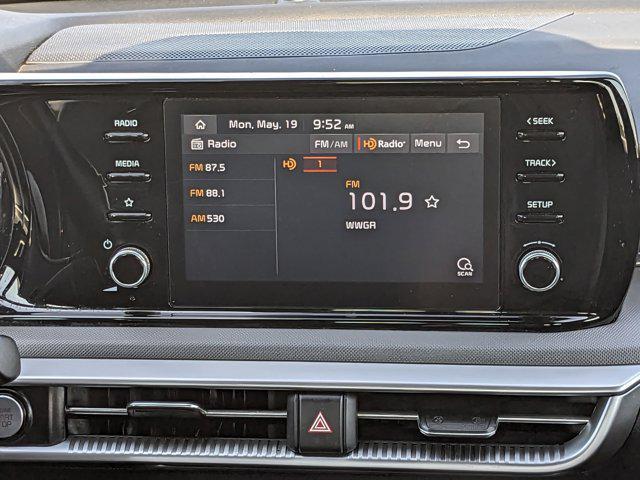 RADIO
MEDIA
Mon, May. 19 9:52 AM
Radio FM/AM HD Radio Menu
FM 87.5
FM 88.1
AM 530
HD 1
FM
101.9
WWGR
SCAN
<SEEK
TRACK>
SETUP